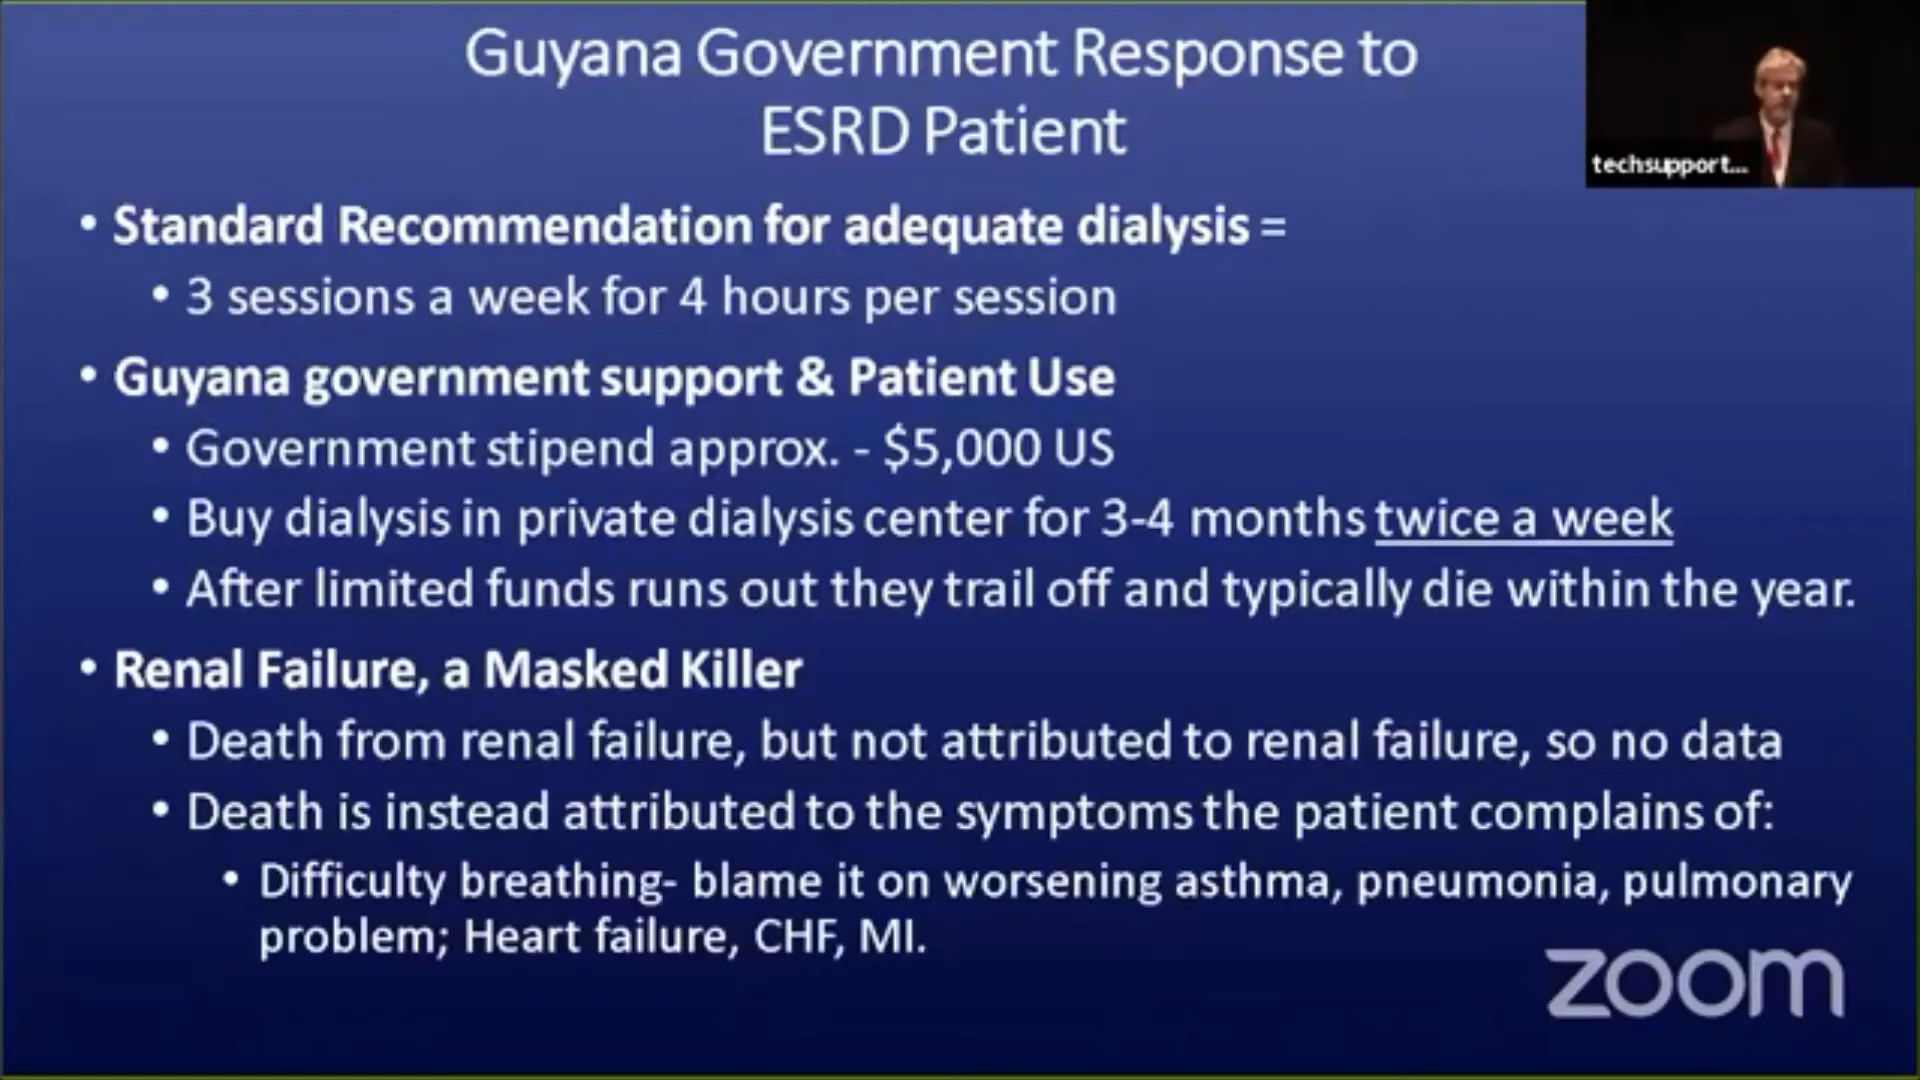 Guyana Government Response to
ESRD Patient
techsupport...
• Standard Recommendation for adequate dialysis =
• 3 sessions a week for 4 hours per session
• Guyana government support & Patient Use
• Government stipend approx. - $5,000 US
• Buy dialysis in private dialysis center for 3-4 months twice a week
• After limited funds runs out they trail off and typically die within the year.
• Renal Failure, a Masked Killer
• Death from renal failure, but not attributed to renal failure, so no data
• Death is instead attributed to the symptoms the patient complains of:
• Difficulty breathing- blame it on worsening asthma, pneumonia, pulmonary
problem; Heart failure, CHF, MI.
zoom